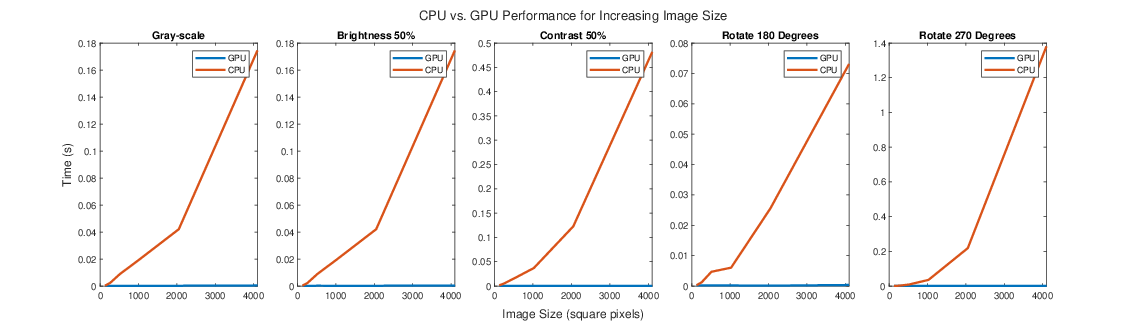 CPU vs. GPU Performance for Increasing Image Size
Gray-scale
Time (s)
0.18
0.16
0.14
0.12
0.1
0.08
0.06
0.04
0.02
0
0 1000 2000 3000 4000
GPU
CPU
Brightness 50%
0.18
0.16
0.14
0.12
0.1
0.08
0.06
0.04
0.02
0
0 1000 2000 3000 4000
GPU
CPU
Contrast 50%
0.5
0.45
0.4
0.35
0.3
0.25
0.2
0.15
0.1
0.05
0
0 1000 2000 3000 4000
GPU
CPU
Rotate 180 Degrees
0.08
0.07
0.06
0.05
0.04
0.03
0.02
0.01
0
0 1000 2000 3000 4000
GPU
CPU
Rotate 270 Degrees
1.4
1.2
1
0.8
0.6
0.4
0.2
0
0 1000 2000 3000 4000
GPU
CPU
Image Size (square pixels)